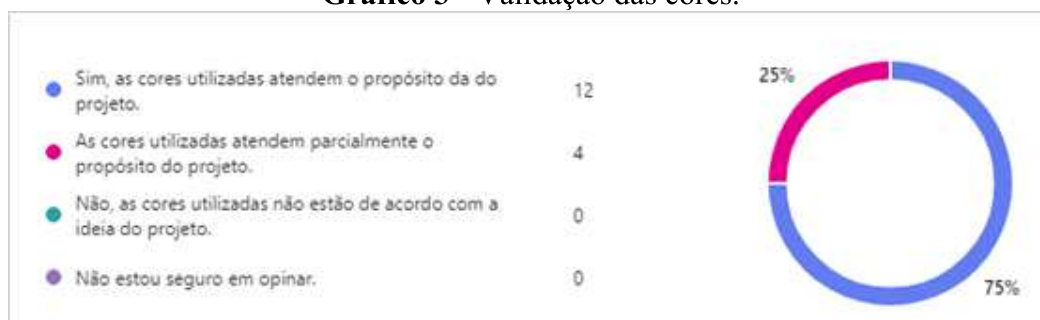 Gráfico 3 - Validação das cores.
Sim, as cores utilizadas atendem o propósito da do
projeto.
12
As cores utilizadas atendem parcialmente o
propósito do projeto.
4
Não, as cores utilizadas não estão de acordo com a
ideia do projeto.
0
Não estou seguro em opinar.
0
25%
75%